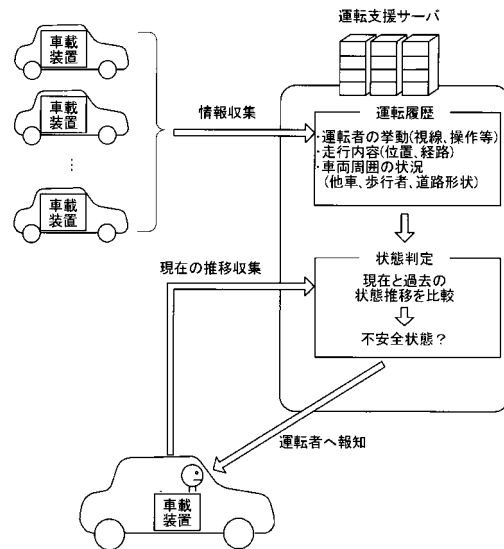 運転支援サーバ
車載
装置
車載
装置
⋮
車載
装置
情報収集
運転履歴
・運転者の挙動(視線、操作等)
・走行内容(位置、経路)
・車両周囲の状況
(他車、歩行者、道路形状)
現在の推移収集
状態判定
現在と過去の
状態推移を比較
不安全状態？
運転者へ報知
車載
装置